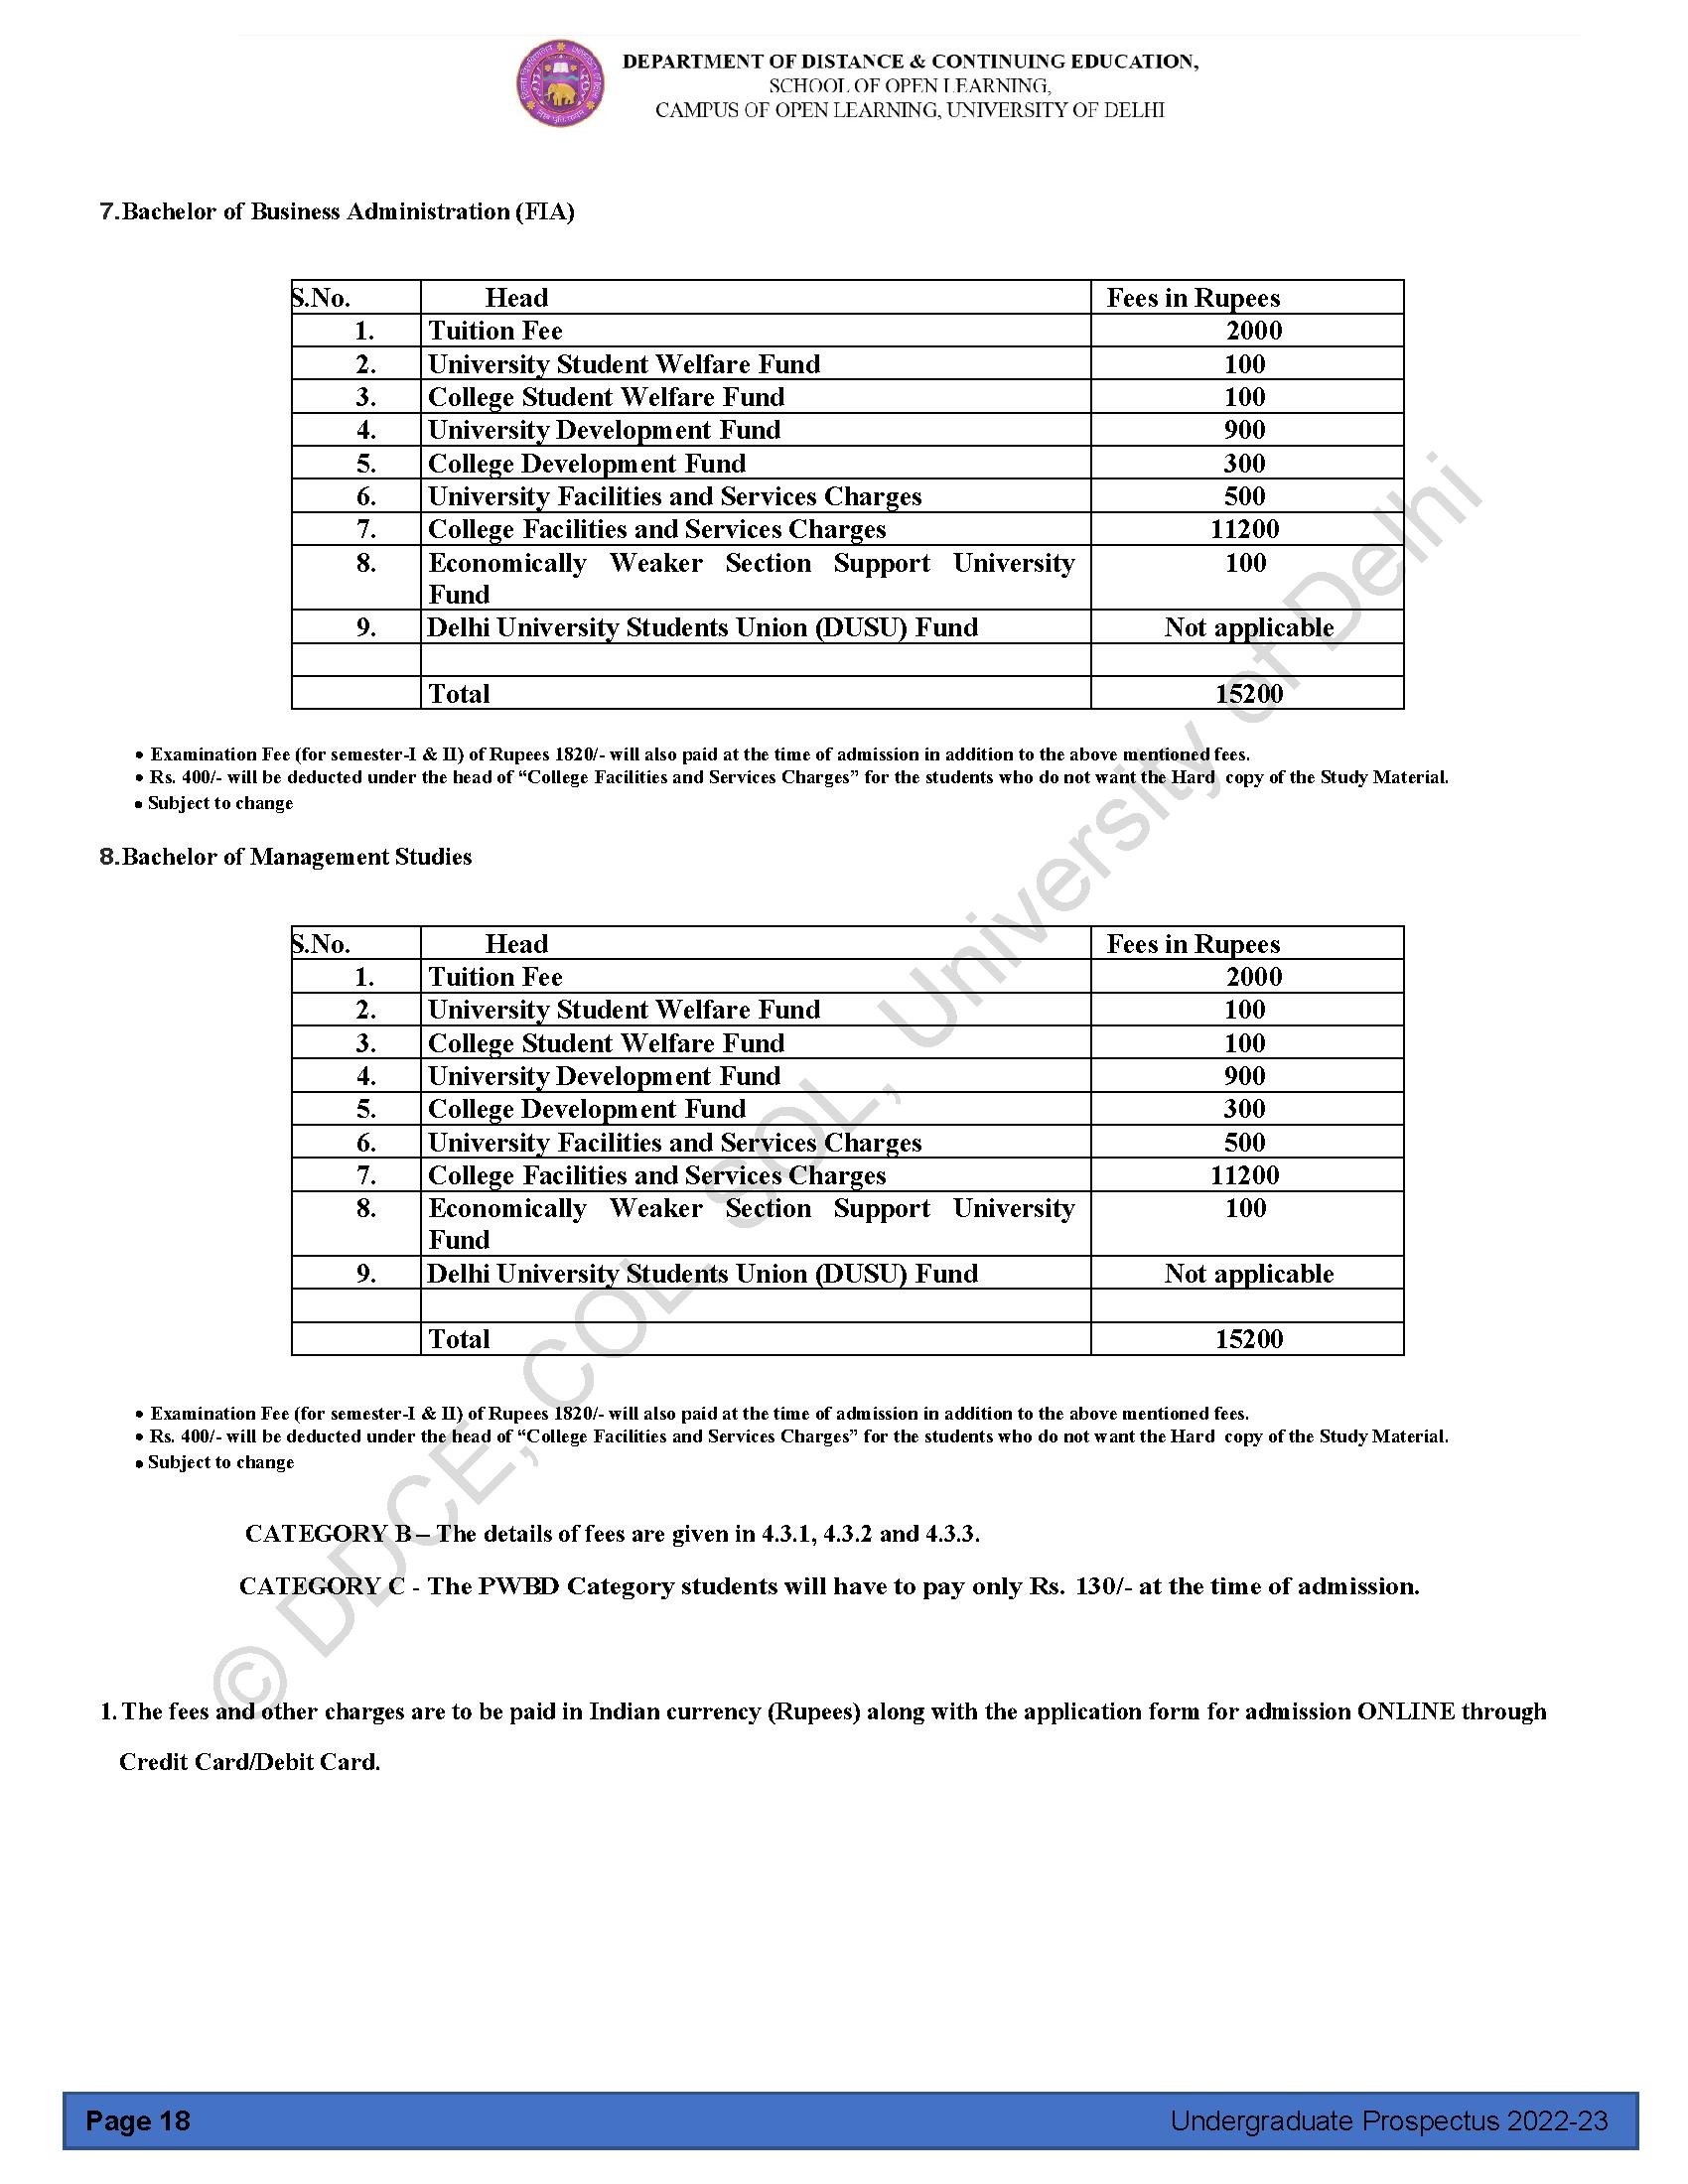 DEPARTMENT OF DISTANCE & CONTINUING EDUCATION,
SCHOOL OF OPEN LEARNING,
CAMPUS OF OPEN LEARNING, UNIVERSITY OF DELHI
7.Bachelor of Business Administration (FIA)
S.No. Head Fees in Rupees
1. Tuition Fee 2000
2. University Student Welfare Fund 100
3. College Student Welfare Fund 100
4. University Development Fund 900
5. College Development Fund 300
6. University Facilities and Services Charges 500
7. College Facilities and Services Charges 11200
8. Economically Weaker Section Support University 100
Fund
9. Delhi University Students Union (DUSU) Fund Not applicable
Total 15200
• Examination Fee (for semester-I & II) of Rupees 1820/- will also paid at the time of admission in addition to the above mentioned fees.
• Rs. 400/- will be deducted under the head of “College Facilities and Services Charges” for the students who do not want the Hard copy of the Study Material.
• Subject to change
8.Bachelor of Management Studies
S.No. Head Fees in Rupees
1. Tuition Fee 2000
2. University Student Welfare Fund 100
3. College Student Welfare Fund 100
4. University Development Fund 900
5. College Development Fund 300
6. University Facilities and Services Charges 500
7. College Facilities and Services Charges 11200
8. Economically Weaker Section Support University 100
Fund
9. Delhi University Students Union (DUSU) Fund Not applicable
Total 15200
• Examination Fee (for semester-I & II) of Rupees 1820/- will also paid at the time of admission in addition to the above mentioned fees.
• Rs. 400/- will be deducted under the head of “College Facilities and Services Charges” for the students who do not want the Hard copy of the Study Material.
• Subject to change
CATEGORY B – The details of fees are given in 4.3.1, 4.3.2 and 4.3.3.
CATEGORY C - The PWBD Category students will have to pay only Rs. 130/- at the time of admission.
1. The fees and other charges are to be paid in Indian currency (Rupees) along with the application form for admission ONLINE through
Credit Card/Debit Card.
© DDCE, COL SOL, University of Delhi
Page 18 Undergraduate Prospectus 2022-23